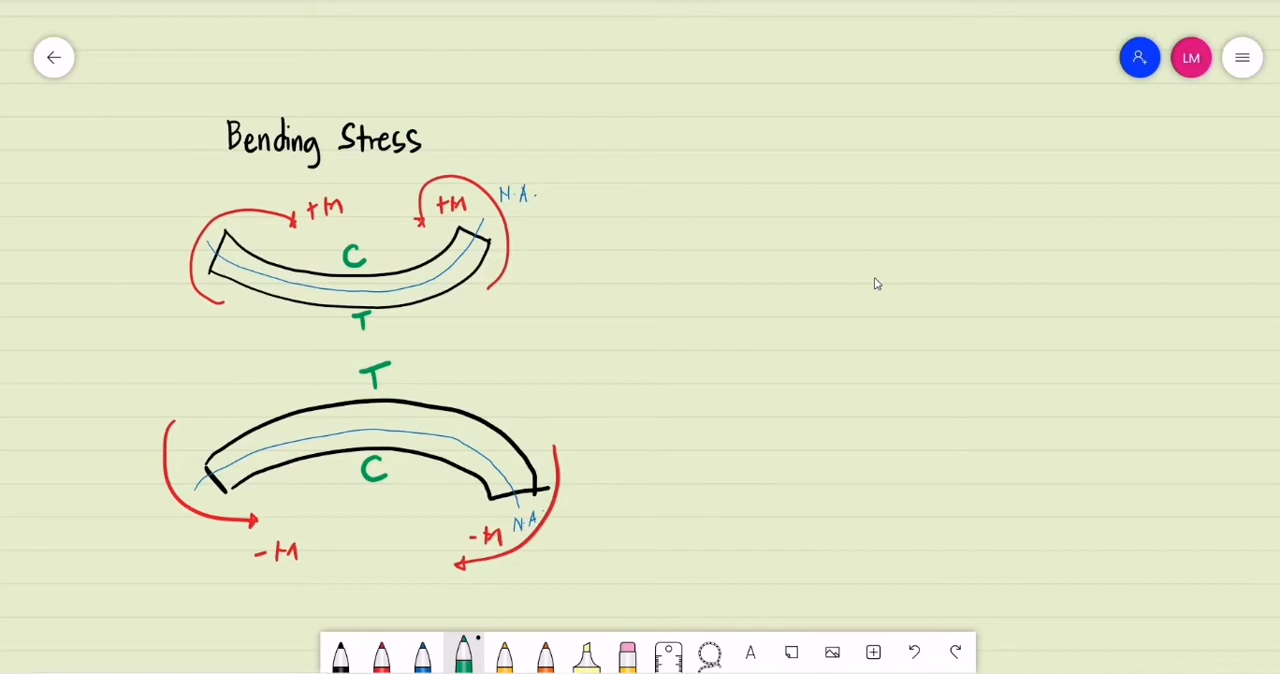 LM
Bending Stress
+M
+M
N.A.
C
T
T
C
-M
-M
N.A.
A